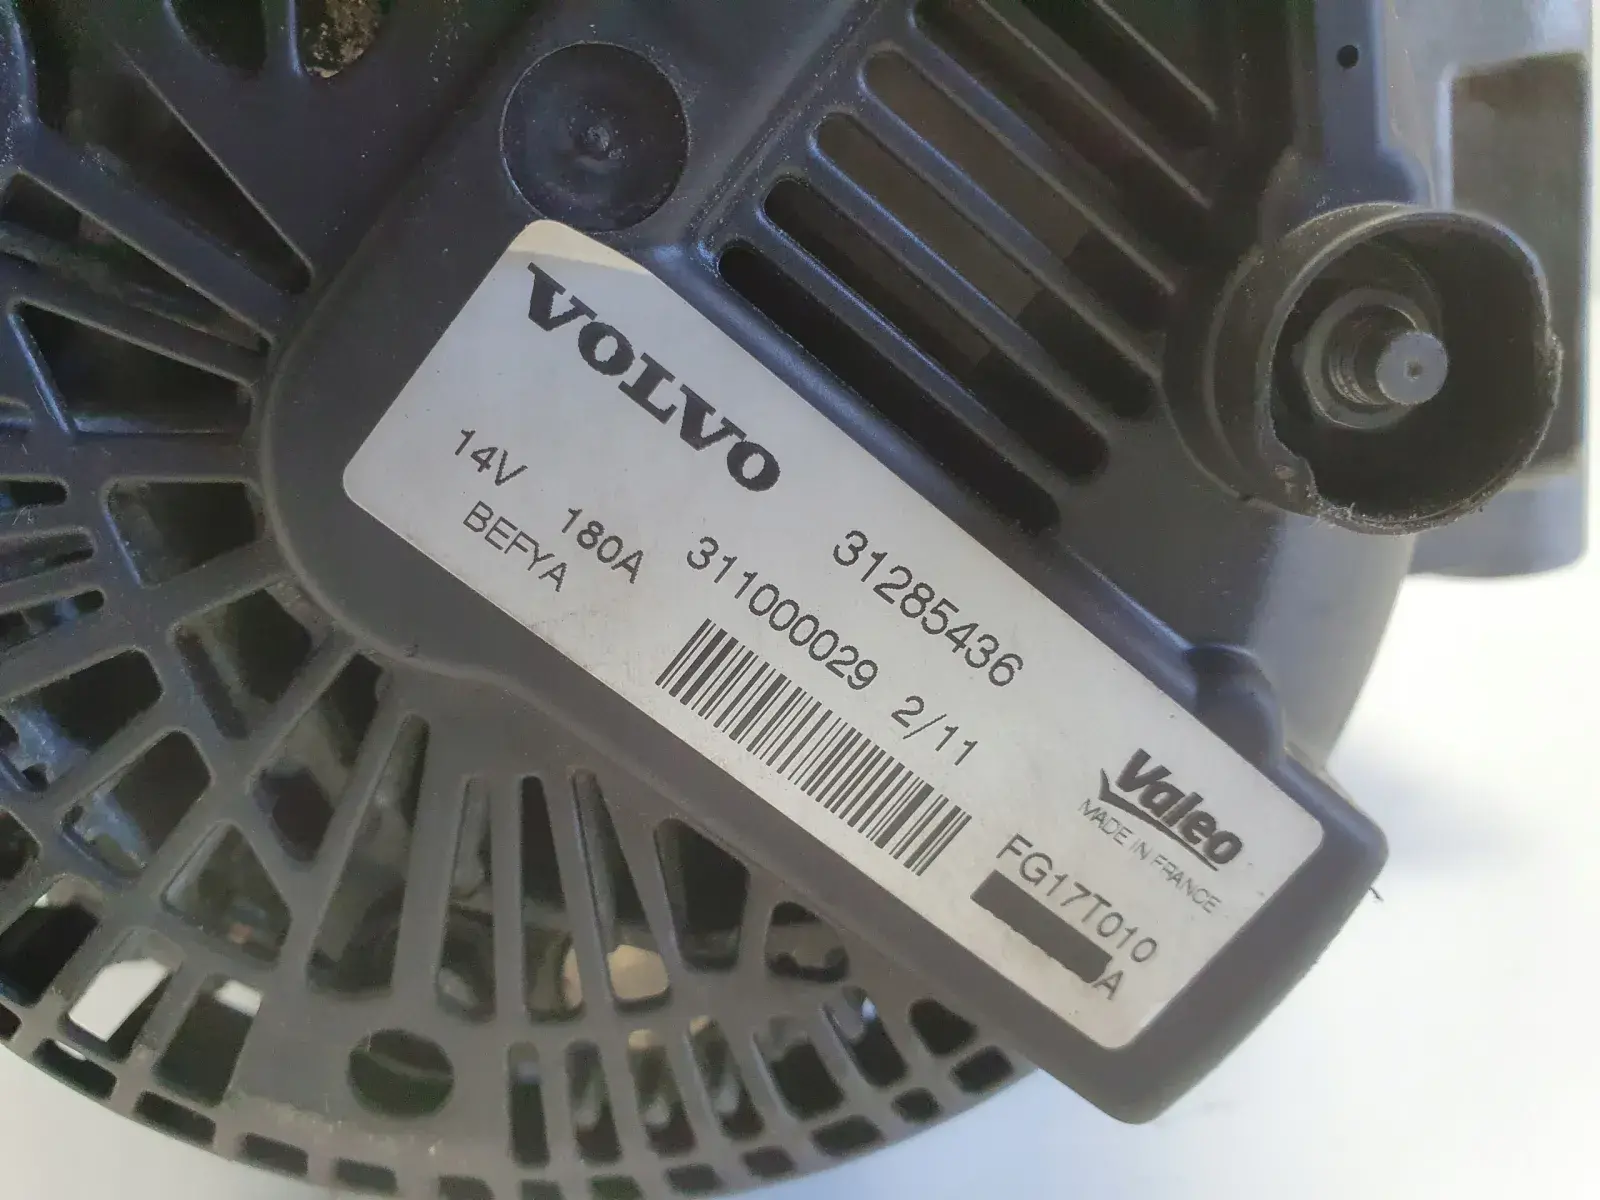 VOLVO
31285436
14V 180A 311000029 2/11
BEFYA
Valeo
MADE IN FRANCE
FG17T010
A